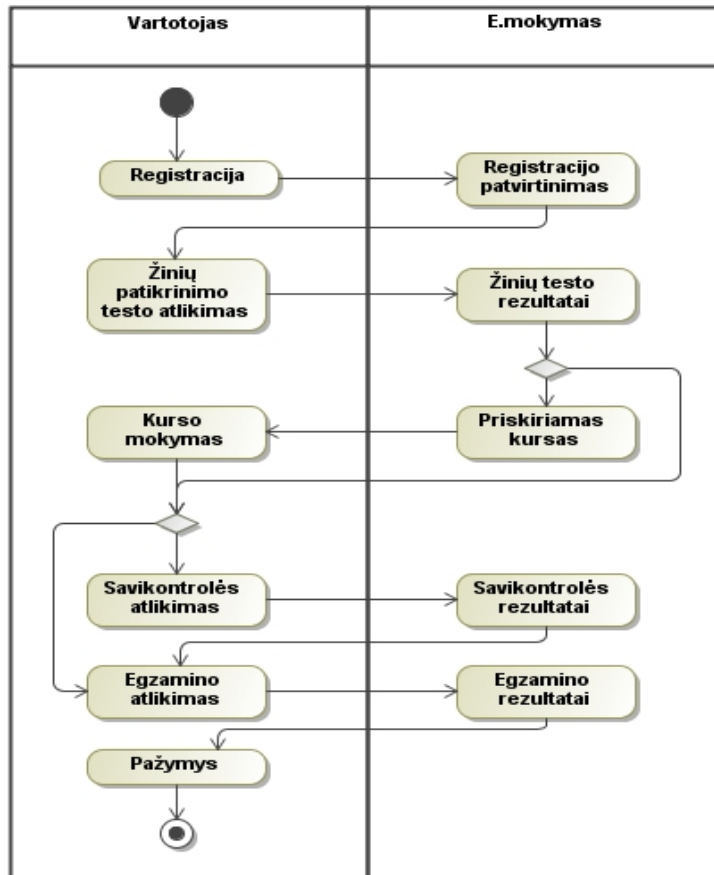 Vartotojas
E.mokymas
Registracija
Registracijo
patvirtinimas
Žinių
patikrinimo
testo atlikimas
Žinių testo
rezultatai
Kurso
mokymas
Priskiriamas
kursas
Savikontrolės
atlikimas
Savikontrolės
rezultatai
Egzamino
atlikimas
Egzamino
rezultatai
Pažymys